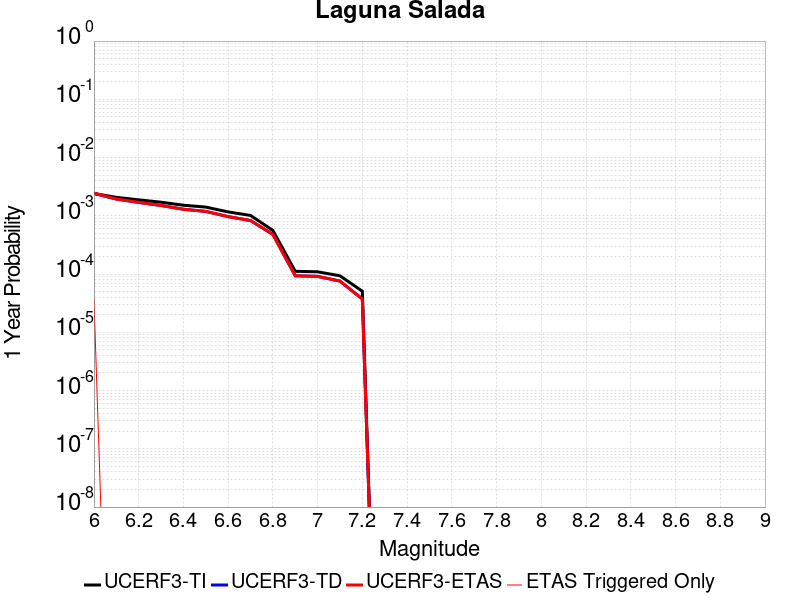 Laguna Salada
10^0
10^-1
10^-2
10^-3
10^-4
10^-5
10^-6
10^-7
10^-8
1 Year Probability
6 6.2 6.4 6.6 6.8 7 7.2 7.4 7.6 7.8 8 8.2 8.4 8.6 8.8 9
Magnitude
UCERF3-TI UCERF3-TD UCERF3-ETAS ETAS Triggered Only